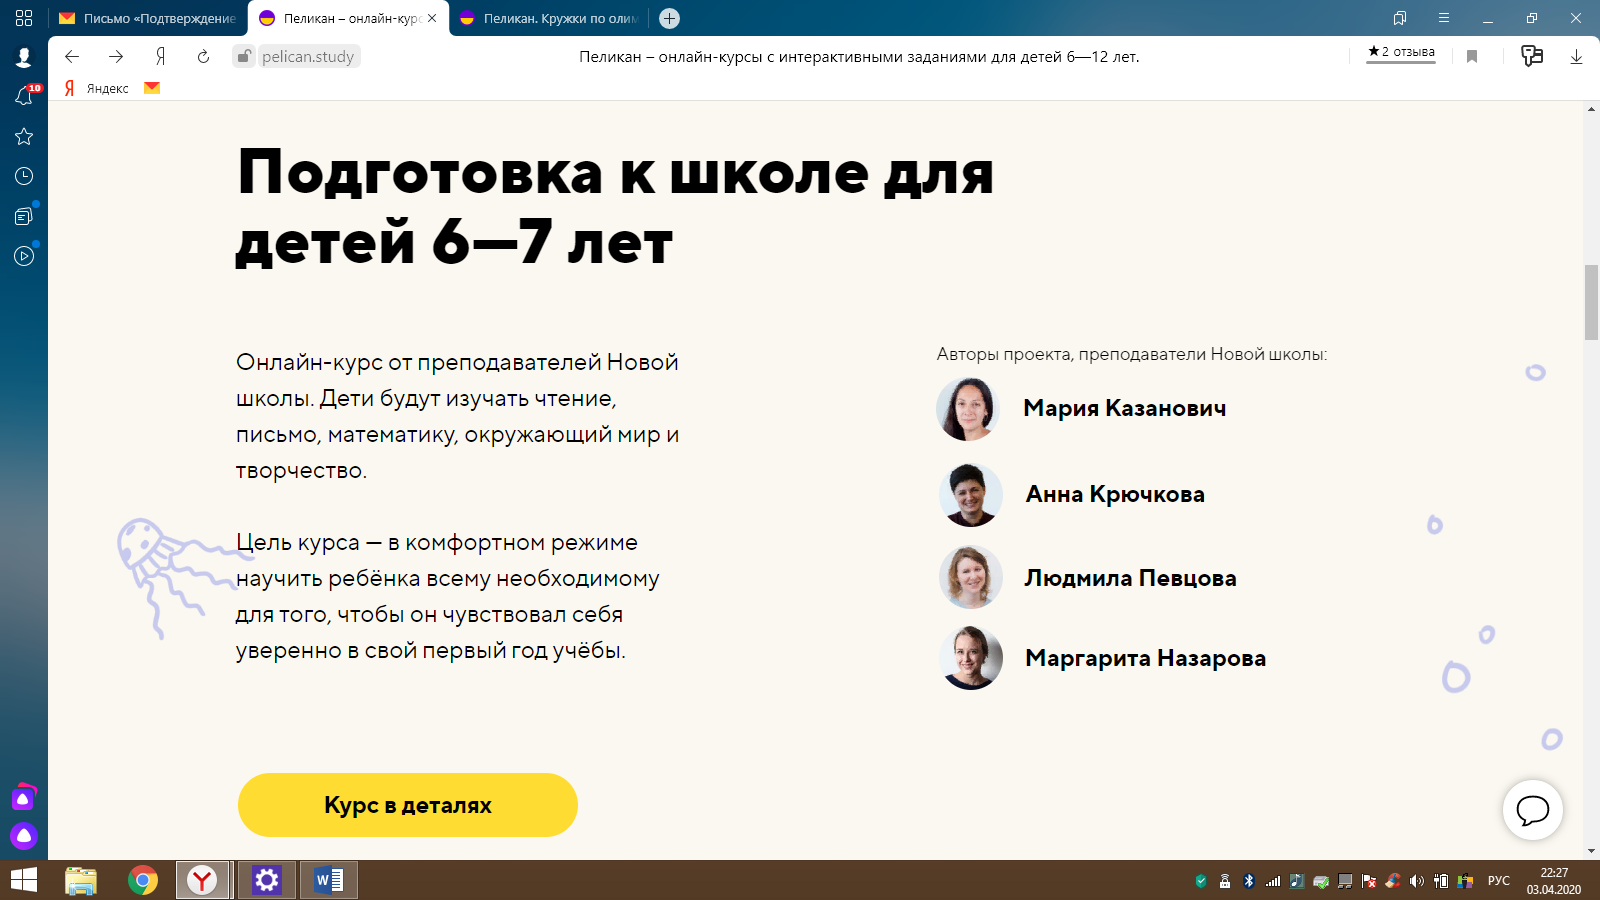 Письмо «Подтверждение
Пеликан – онлайн-курс
Пеликан. Кружки по олим
pelican.study
Пеликан – онлайн-курсы с интерактивными заданиями для детей 6—12 лет.
★2 отзыва
10
Яндекс
Подготовка к школе для
детей 6—7 лет
Онлайн-курс от преподавателей Новой
школы. Дети будут изучать чтение,
письмо, математику, окружающий мир и
творчество.
Цель курса — в комфортном режиме
научить ребёнка всему необходимому
для того, чтобы он чувствовал себя
уверенно в свой первый год учёбы.
Авторы проекта, преподаватели Новой школы:
Мария Казанович
Анна Крючкова
Людмила Певцова
Маргарита Назарова
Курс в деталях
РУС
22:27
03.04.2020